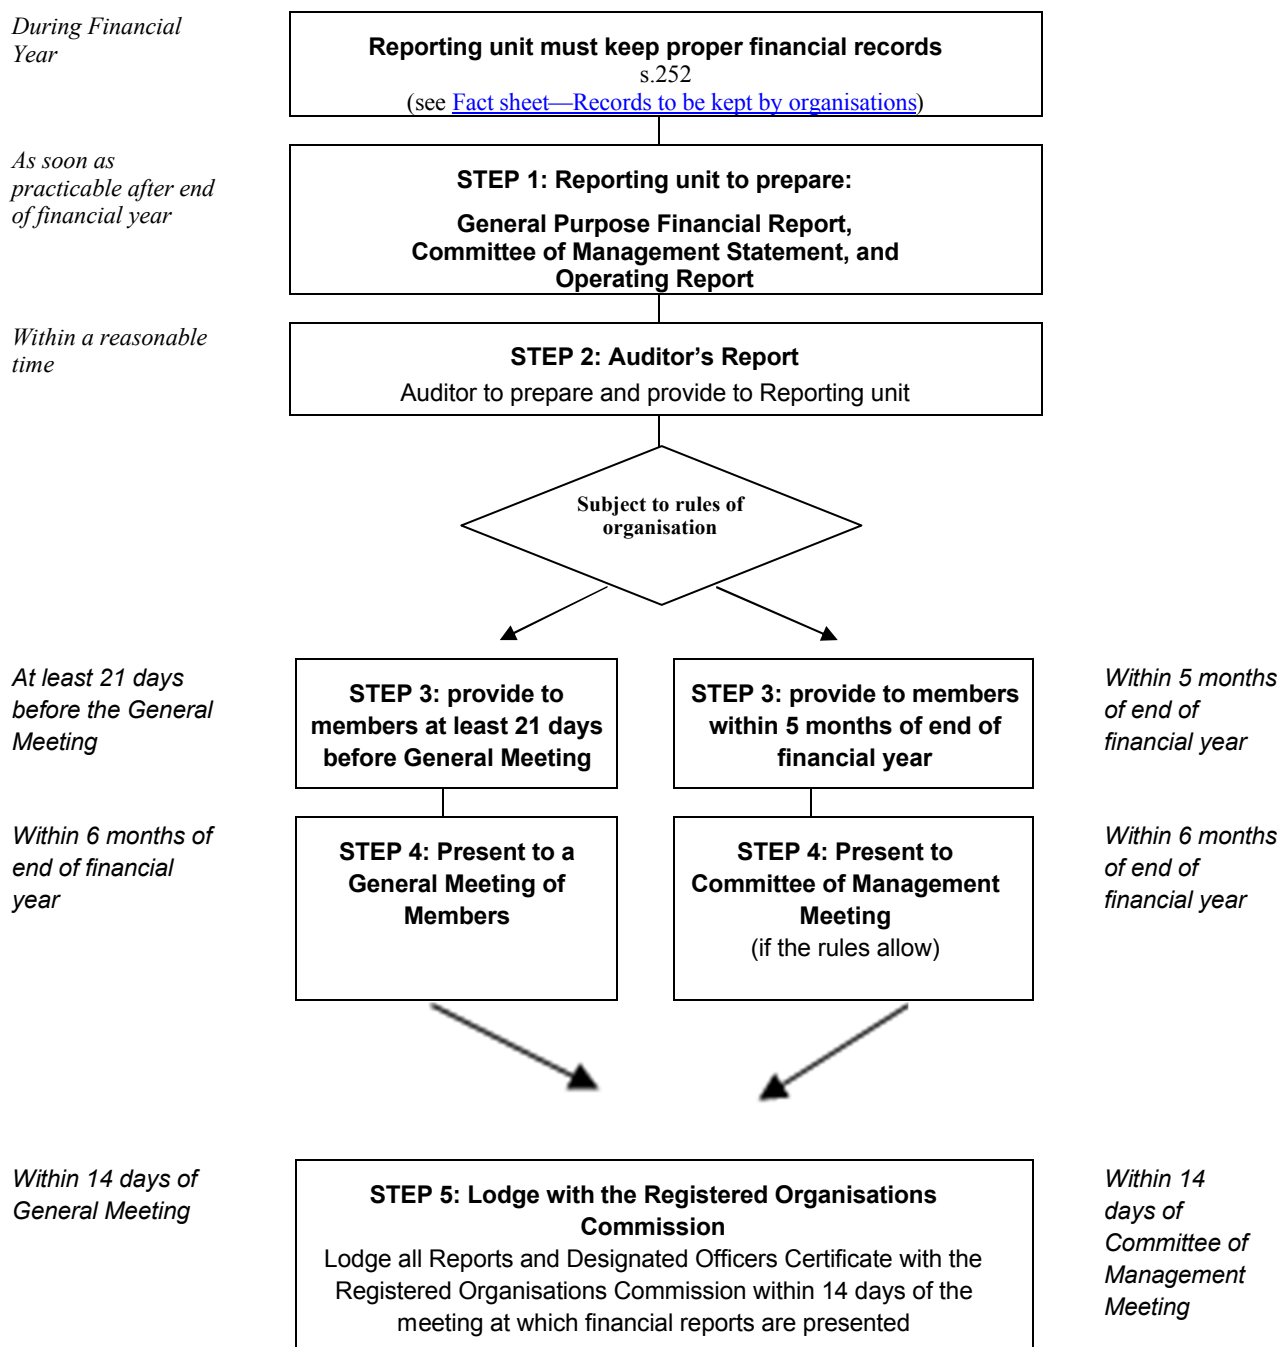 During Financial
Year
Reporting unit must keep proper financial records
s.252
(see Fact sheet—Records to be kept by organisations)
As soon as
practicable after end
of financial year
STEP 1: Reporting unit to prepare:
General Purpose Financial Report,
Committee of Management Statement, and
Operating Report
Within a reasonable
time
STEP 2: Auditor’s Report
Auditor to prepare and provide to Reporting unit
Subject to rules of
organisation
At least 21 days
before the General
Meeting
STEP 3: provide to
members at least 21 days
before General Meeting
STEP 3: provide to members
within 5 months of end of
financial year
Within 5 months
of end of
financial year
Within 6 months of
end of financial
year
STEP 4: Present to a
General Meeting of
Members
STEP 4: Present to
Committee of Management
Meeting
(if the rules allow)
Within 6 months
of end of
financial year
Within 14 days of
General Meeting
STEP 5: Lodge with the Registered Organisations
Commission
Lodge all Reports and Designated Officers Certificate with the
Registered Organisations Commission within 14 days of the
meeting at which financial reports are presented
Within 14
days of
Committee of
Management
Meeting